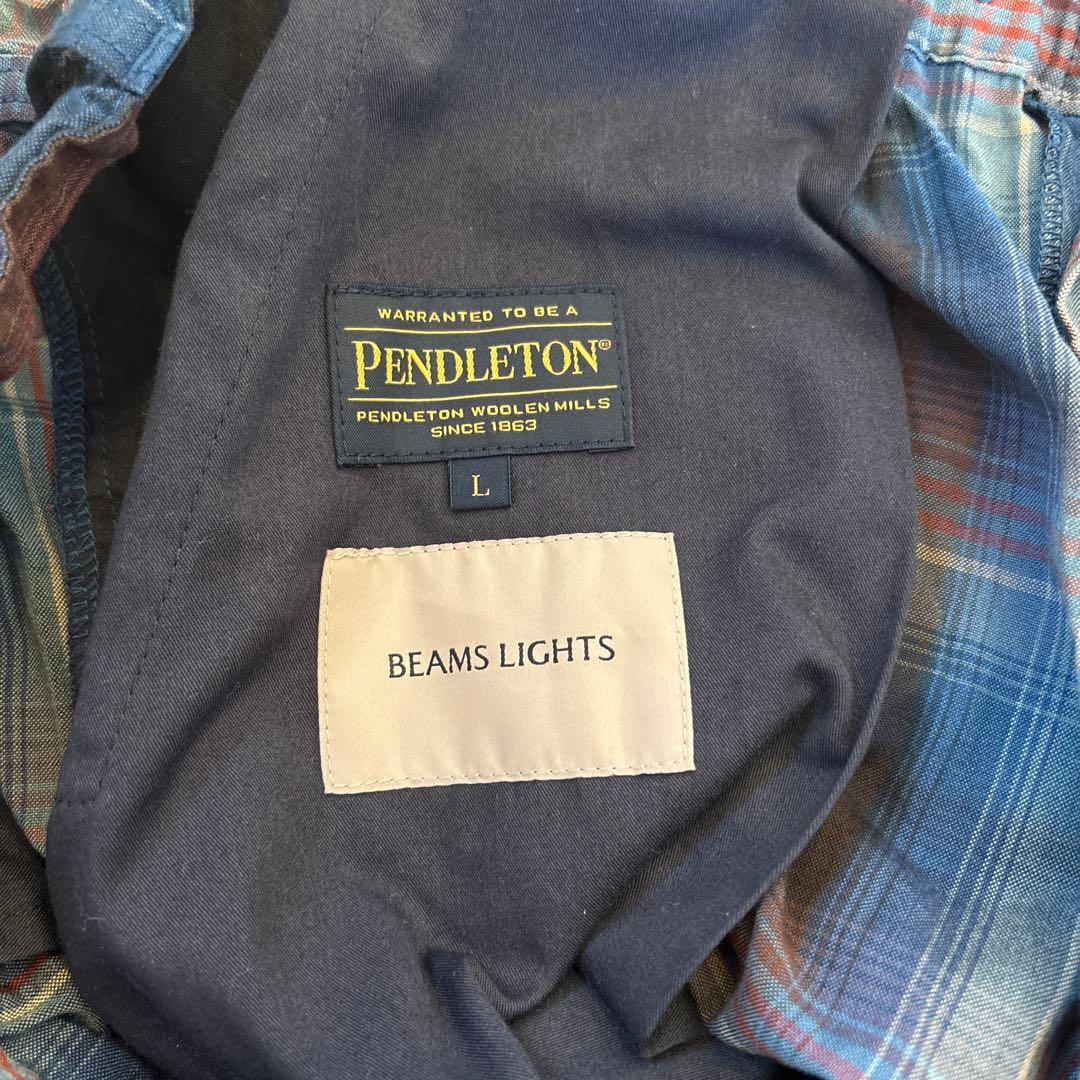 WARRANTED TO BE A
PENDLETON®
PENDLETON WOOLEN MILLS
SINCE 1863
L
BEAMS LIGHTS